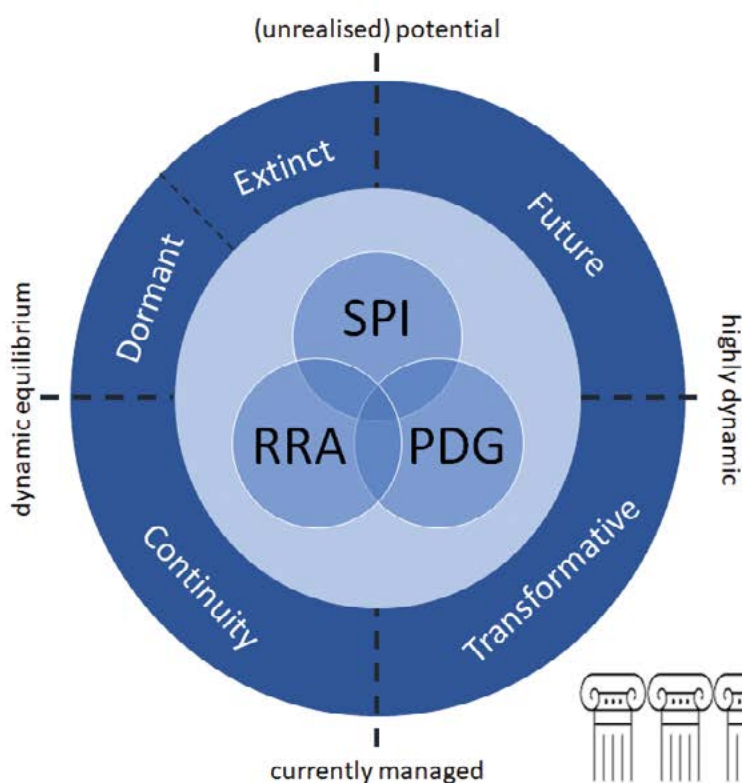 (unrealised) potential
Extinct
Future
Dormant
SPI
dynamic equilibrium
highly dynamic
RRA
PDG
Continuity
Transformative
currently managed